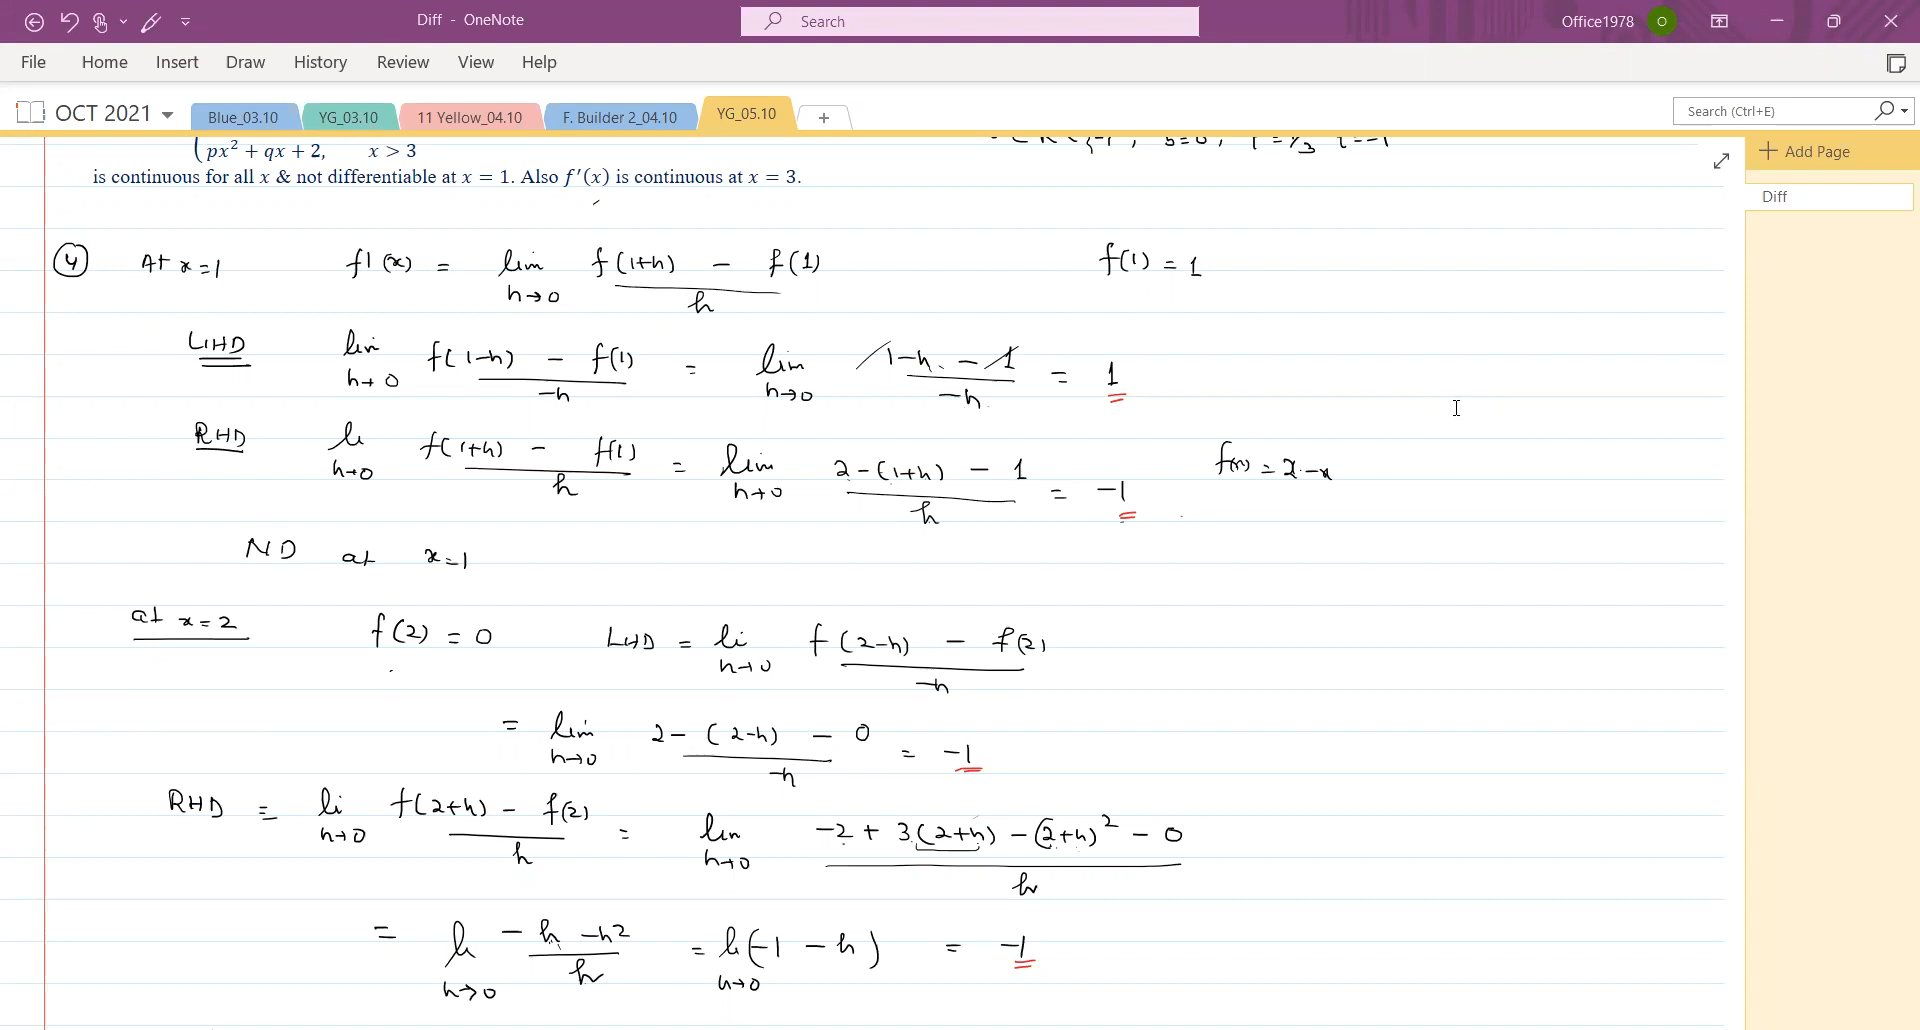 Diff - OneNote
Search
Office1978
O
File Home Insert Draw History Review View Help
OCT 2021
Blue_03.10
YG_03.10
11 Yellow_04.10
F. Builder 2_04.10
YG_05.10
+
Search (Ctrl+E)
Add Page
Diff
px² + qx + 2, x > 3
is continuous for all x & not differentiable at x = 1. Also f'(x) is continuous at x = 3.
④ At x=1 f'(x) = lim h→0 (f(1+h) - f(1))/h f(1) = 1
LHD lim h→0 (f(1-h) - f(1))/-h = lim h→0 (1-h-1)/-h = 1
RHD li h→0 (f(1+h) - f(1))/h = lim h→0 (2-(1+h) - 1)/h = -1 f(x) = 2-x
ND at x=1
at x=2 f(2) = 0 LHD = li h→0 (f(2-h) - f(2))/-h
= lim h→0 (2-(2-h) - 0)/-h = -1
RHD = li h→0 (f(2+h) - f(2))/h = lim h→0 (-2 + 3(2+h) - (2+h)² - 0)/h
= li h→0 (-h - h²)/h = li h→0 (-1 - h) = -1